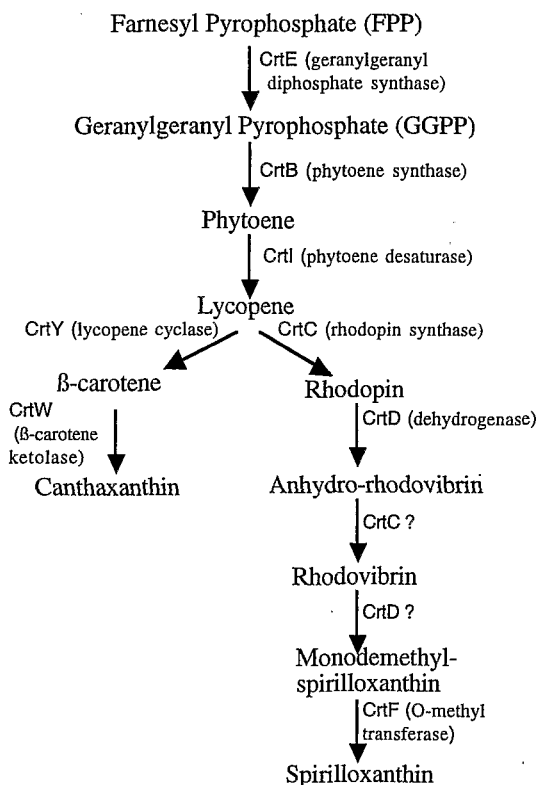 Farnesyl Pyrophosphate (FPP)
CrtE (geranylgeranyl
diphosphate synthase)
Geranylgeranyl Pyrophosphate (GGPP)
CrtB (phytoene synthase)
Phytoene
CrtI (phytoene desaturase)
Lycopene
CrtY (lycopene cyclase)
CrtC (rhodopin synthase)
ß-carotene
Rhodopin
CrtW
(ß-carotene
ketolase)
CrtD (dehydrogenase)
Canthaxanthin
Anhydro-rhodovibrin
CrtC ?
Rhodovibrin
CrtD ?
Monodemethyl-
spirilloxanthin
CrtF (O-methyl
transferase)
Spirilloxanthin